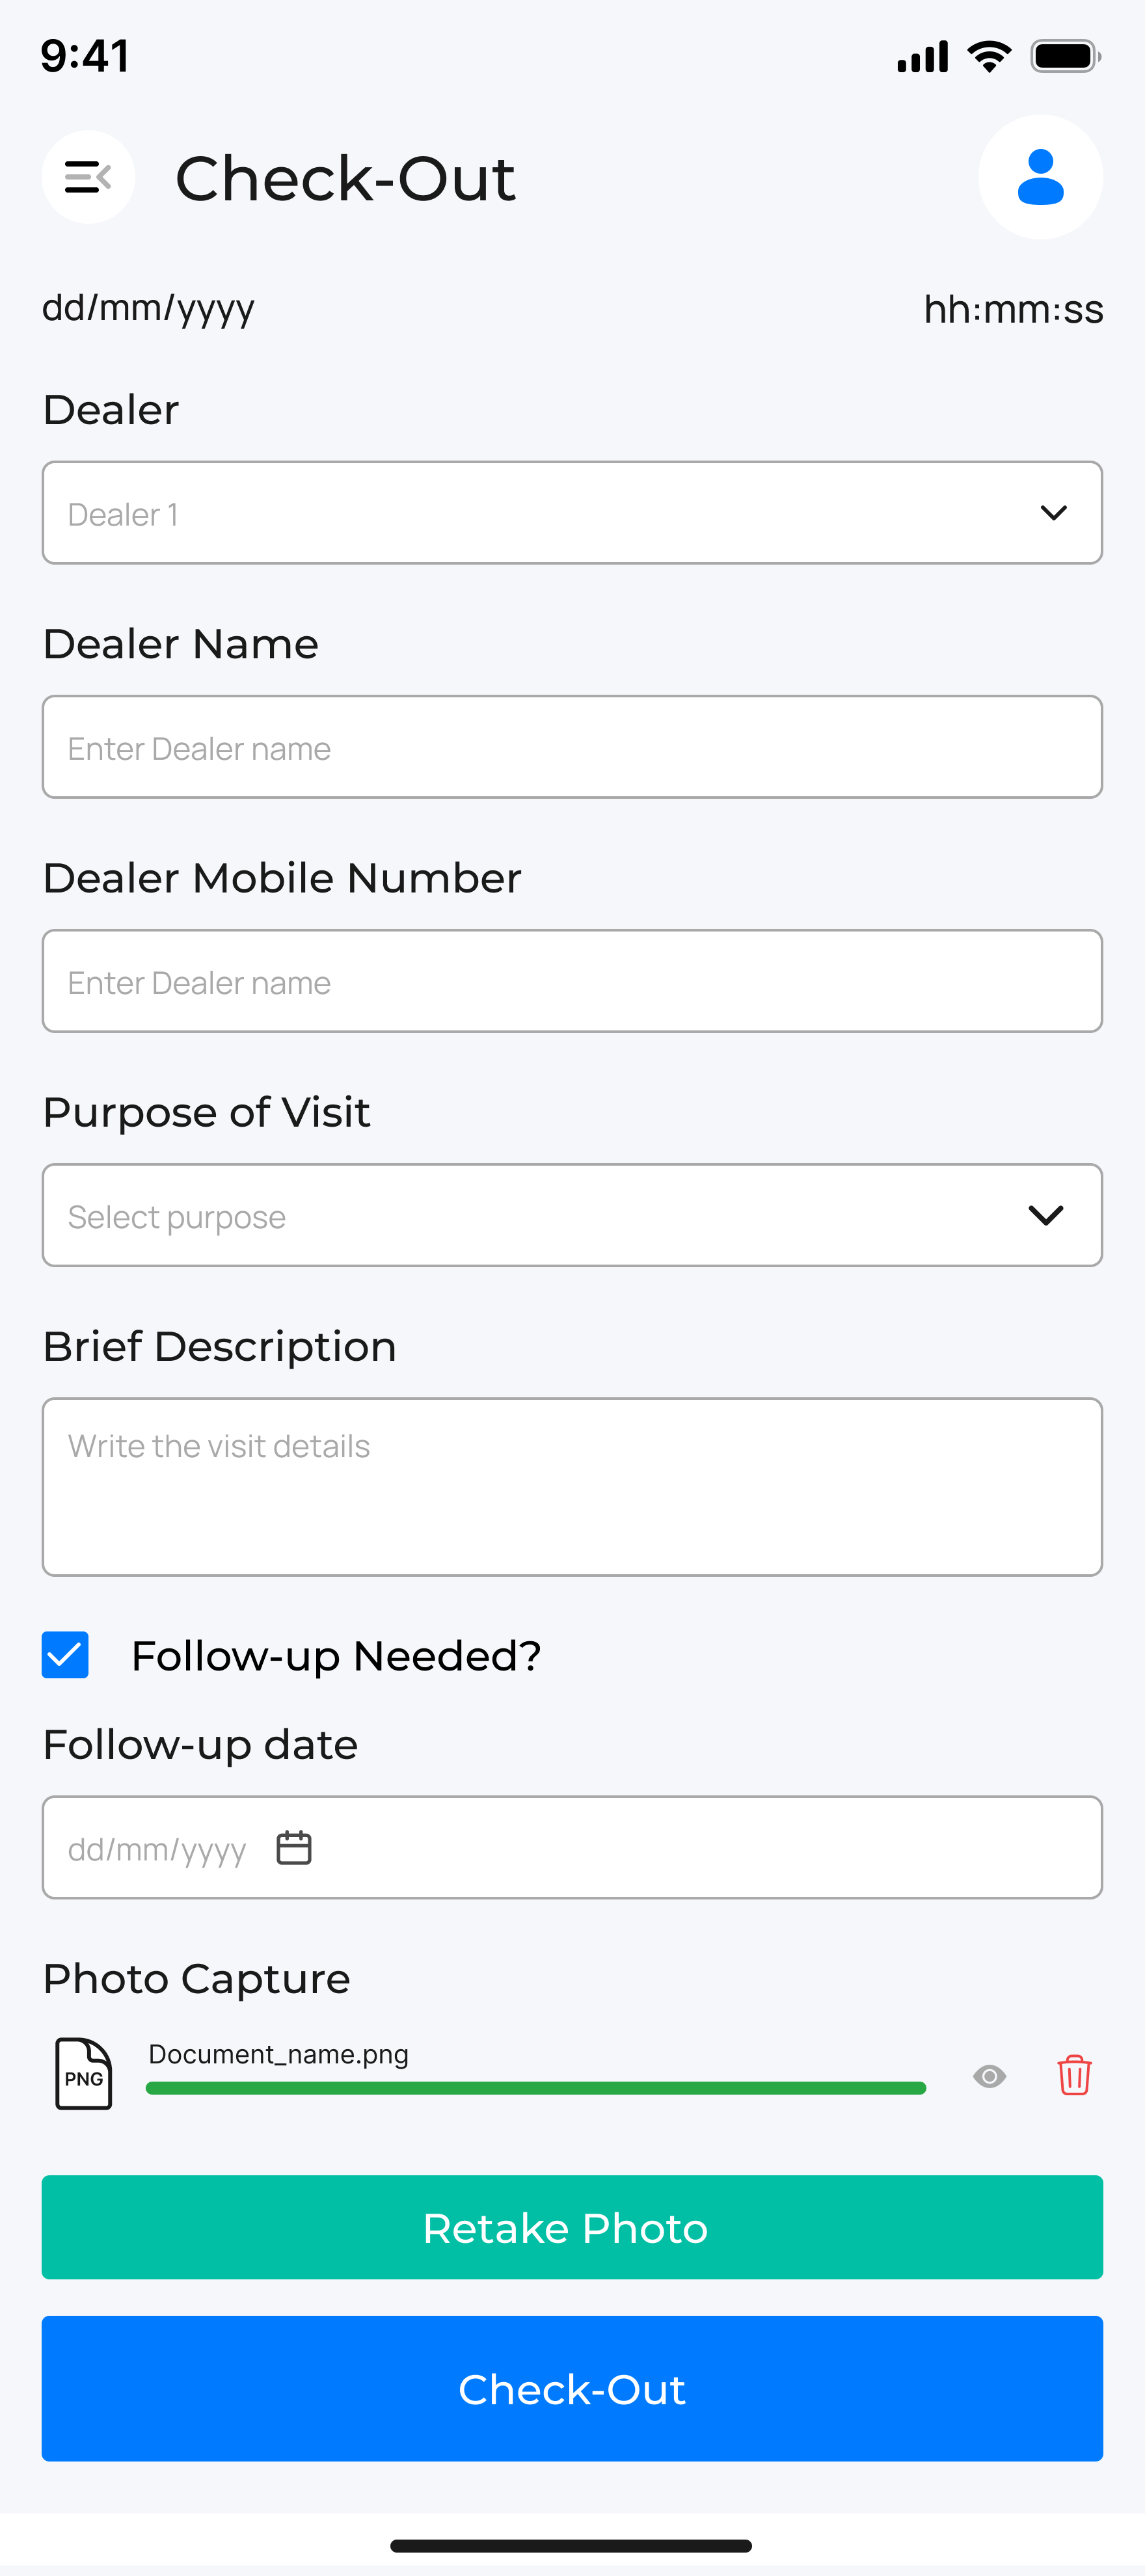 9:41
Check-Out
dd/mm/yyyy
hh:mm:ss
Dealer
Dealer 1
Dealer Name
Enter Dealer name
Dealer Mobile Number
Enter Dealer name
Purpose of Visit
Select purpose
Brief Description
Write the visit details
Follow-up Needed?
Follow-up date
dd/mm/yyyy
Photo Capture
Document_name.png
PNG
Retake Photo
Check-Out